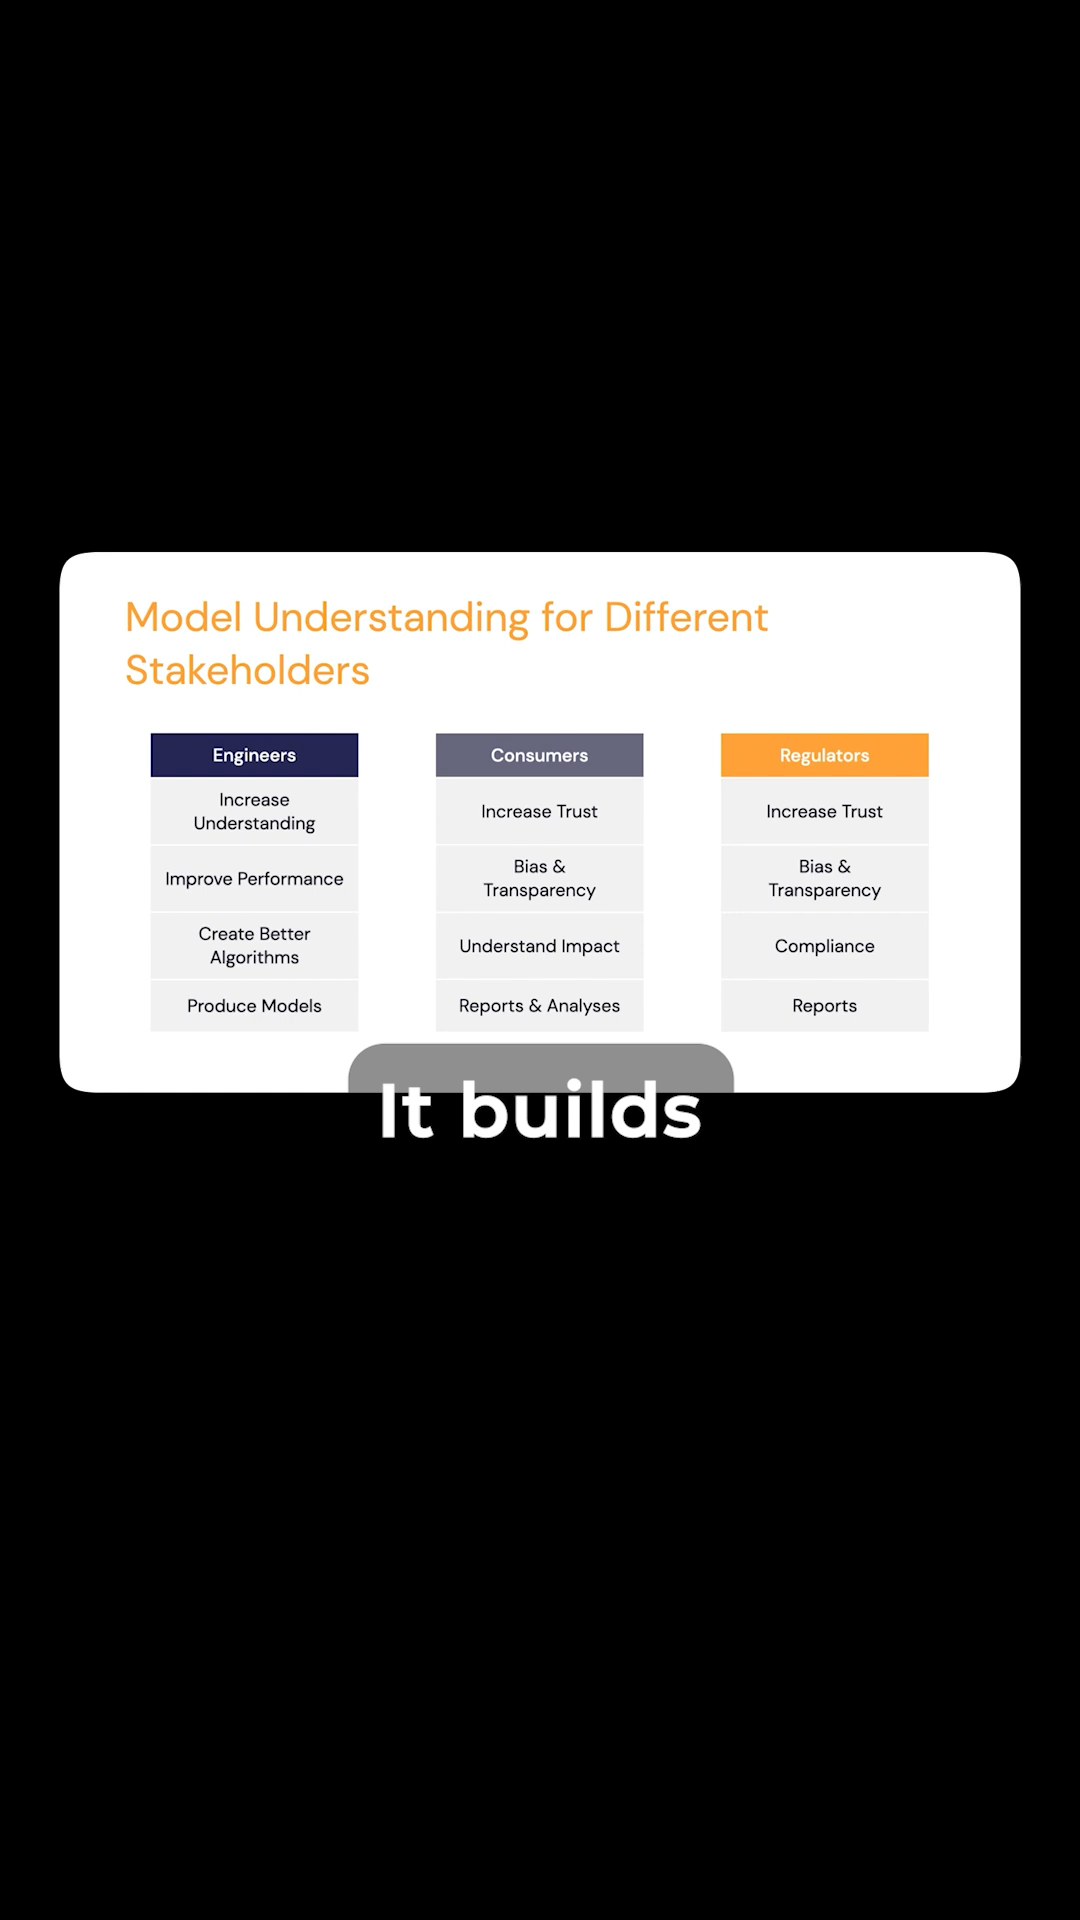 Model Understanding for Different
Stakeholders
Engineers
Increase
Understanding
Improve Performance
Create Better
Algorithms
Produce Models
Consumers
Increase Trust
Bias &
Transparency
Understand Impact
Reports & Analyses
Regulators
Increase Trust
Bias &
Transparency
Compliance
Reports
It builds